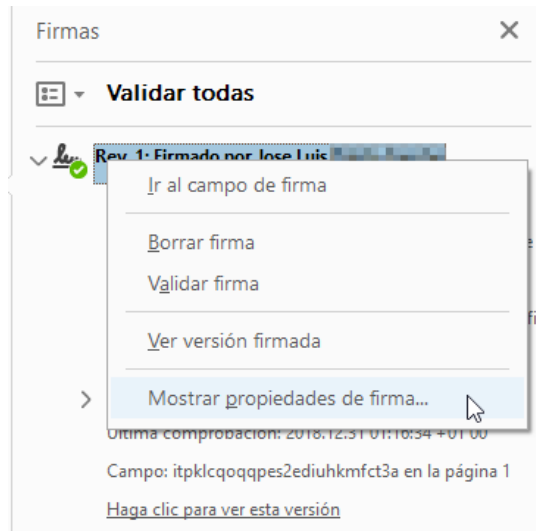 Firmas
Validar todas
Rev. 1: Firmado por Jose Luis
Ir al campo de firma
Borrar firma
Validar firma
Ver versión firmada
Mostrar propiedades de firma...
Última comprobación: 2018.12.31 01:16:34 +01'00'
Campo: itpklcqoqqpes2ediuhkmfct3a en la página 1
Haga clic para ver esta versión